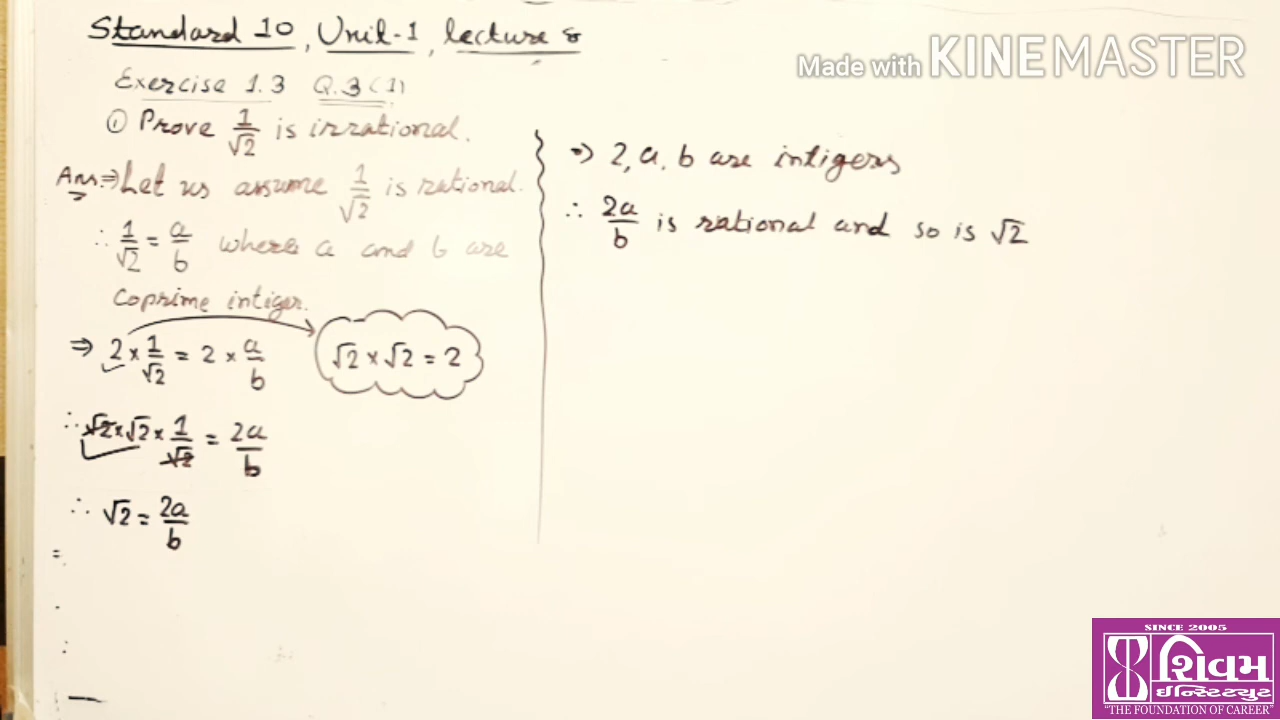 Standard 10, Unit-1, lecture 8
Exercise 1.3 Q.3 (1)
① Prove 1/√2 is irrational.
Ans ⇒ Let us assume 1/√2 is rational.
∴ 1/√2 = a/b where a and b are
coprime intiger.
⇒ 2 × 1/√2 = 2 × a/b
√2 × √2 = 2
∴ √2 × √2 × 1/√2 = 2a/b
∴ √2 = 2a/b
⇒ 2, a, b are intigers
∴ 2a/b is rational and so is √2
Made with KINEMASTER
SINCE 2005
શિવમ
ઇન્સ્ટિટ્યુટ
"THE FOUNDATION OF CAREER"